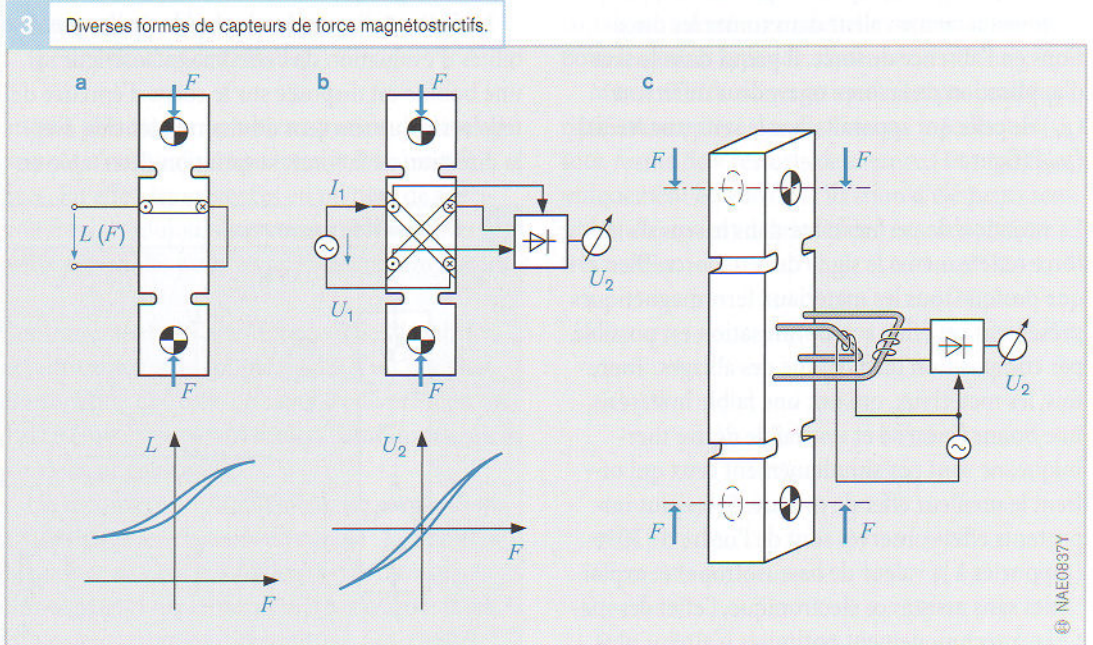 3 Diverses formes de capteurs de force magnétostrictifs.
a
F
L (F)
F
L
F
b
F
I1
U1
U2
F
U2
F
c
F
F
U2
F
F
NAE0837Y